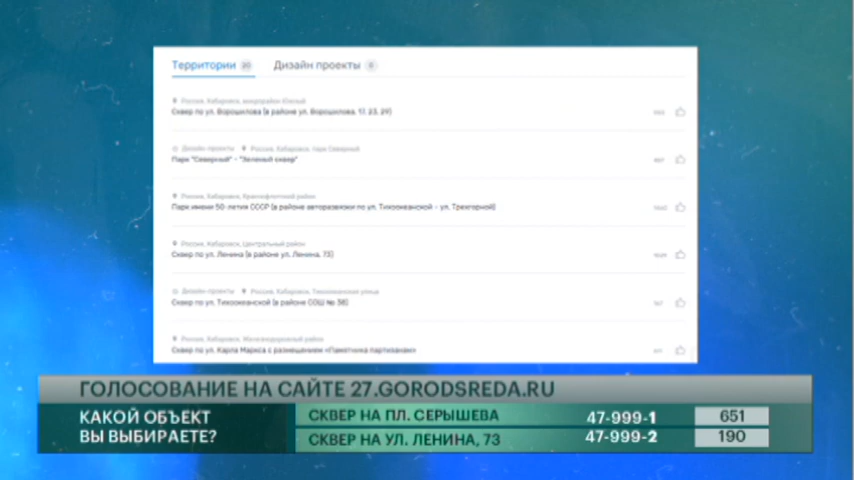 Территории 20 Дизайн проекты 0
Россия, Хабаровск, микрорайон Южный
Сквер по ул. Ворошилова (в районе ул. Ворошилова, 17, 23, 29)
Дизайн-проекты Россия, Хабаровск, парк Северный
Парк "Северный" - "Зеленый сквер"
Россия, Хабаровск, Краснофлотский район
Парк имени 50-летия СССР (в районе авторазвязки по ул. Тихоокеанской - ул. Трехгорной)
Россия, Хабаровск, Центральный район
Сквер по ул. Ленина (в районе ул. Ленина, 73)
Дизайн-проекты Россия, Хабаровск, Тихоокеанская улица
Сквер по ул. Тихоокеанской (в районе СОШ № 38)
Россия, Хабаровск, Железнодорожный район
Сквер по ул. Карла Маркса с размещением «Памятника партизанам»
ГОЛОСОВАНИЕ НА САЙТЕ 27.GORODSREDA.RU
КАКОЙ ОБЪЕКТ
ВЫ ВЫБИРАЕТЕ?
СКВЕР НА ПЛ. СЕРЫШЕВА 47-999-1 651
СКВЕР НА УЛ. ЛЕНИНА, 73 47-999-2 190